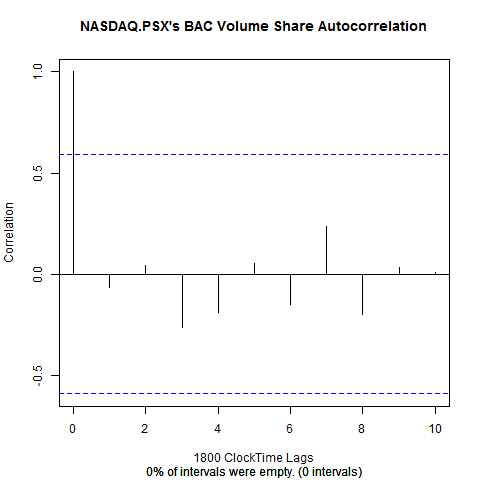 NASDAQ.PSX's BAC Volume Share Autocorrelation
1.0
0.5
0.0
-0.5
Correlation
0 2 4 6 8 10
1800 ClockTime Lags
0% of intervals were empty. (0 intervals)